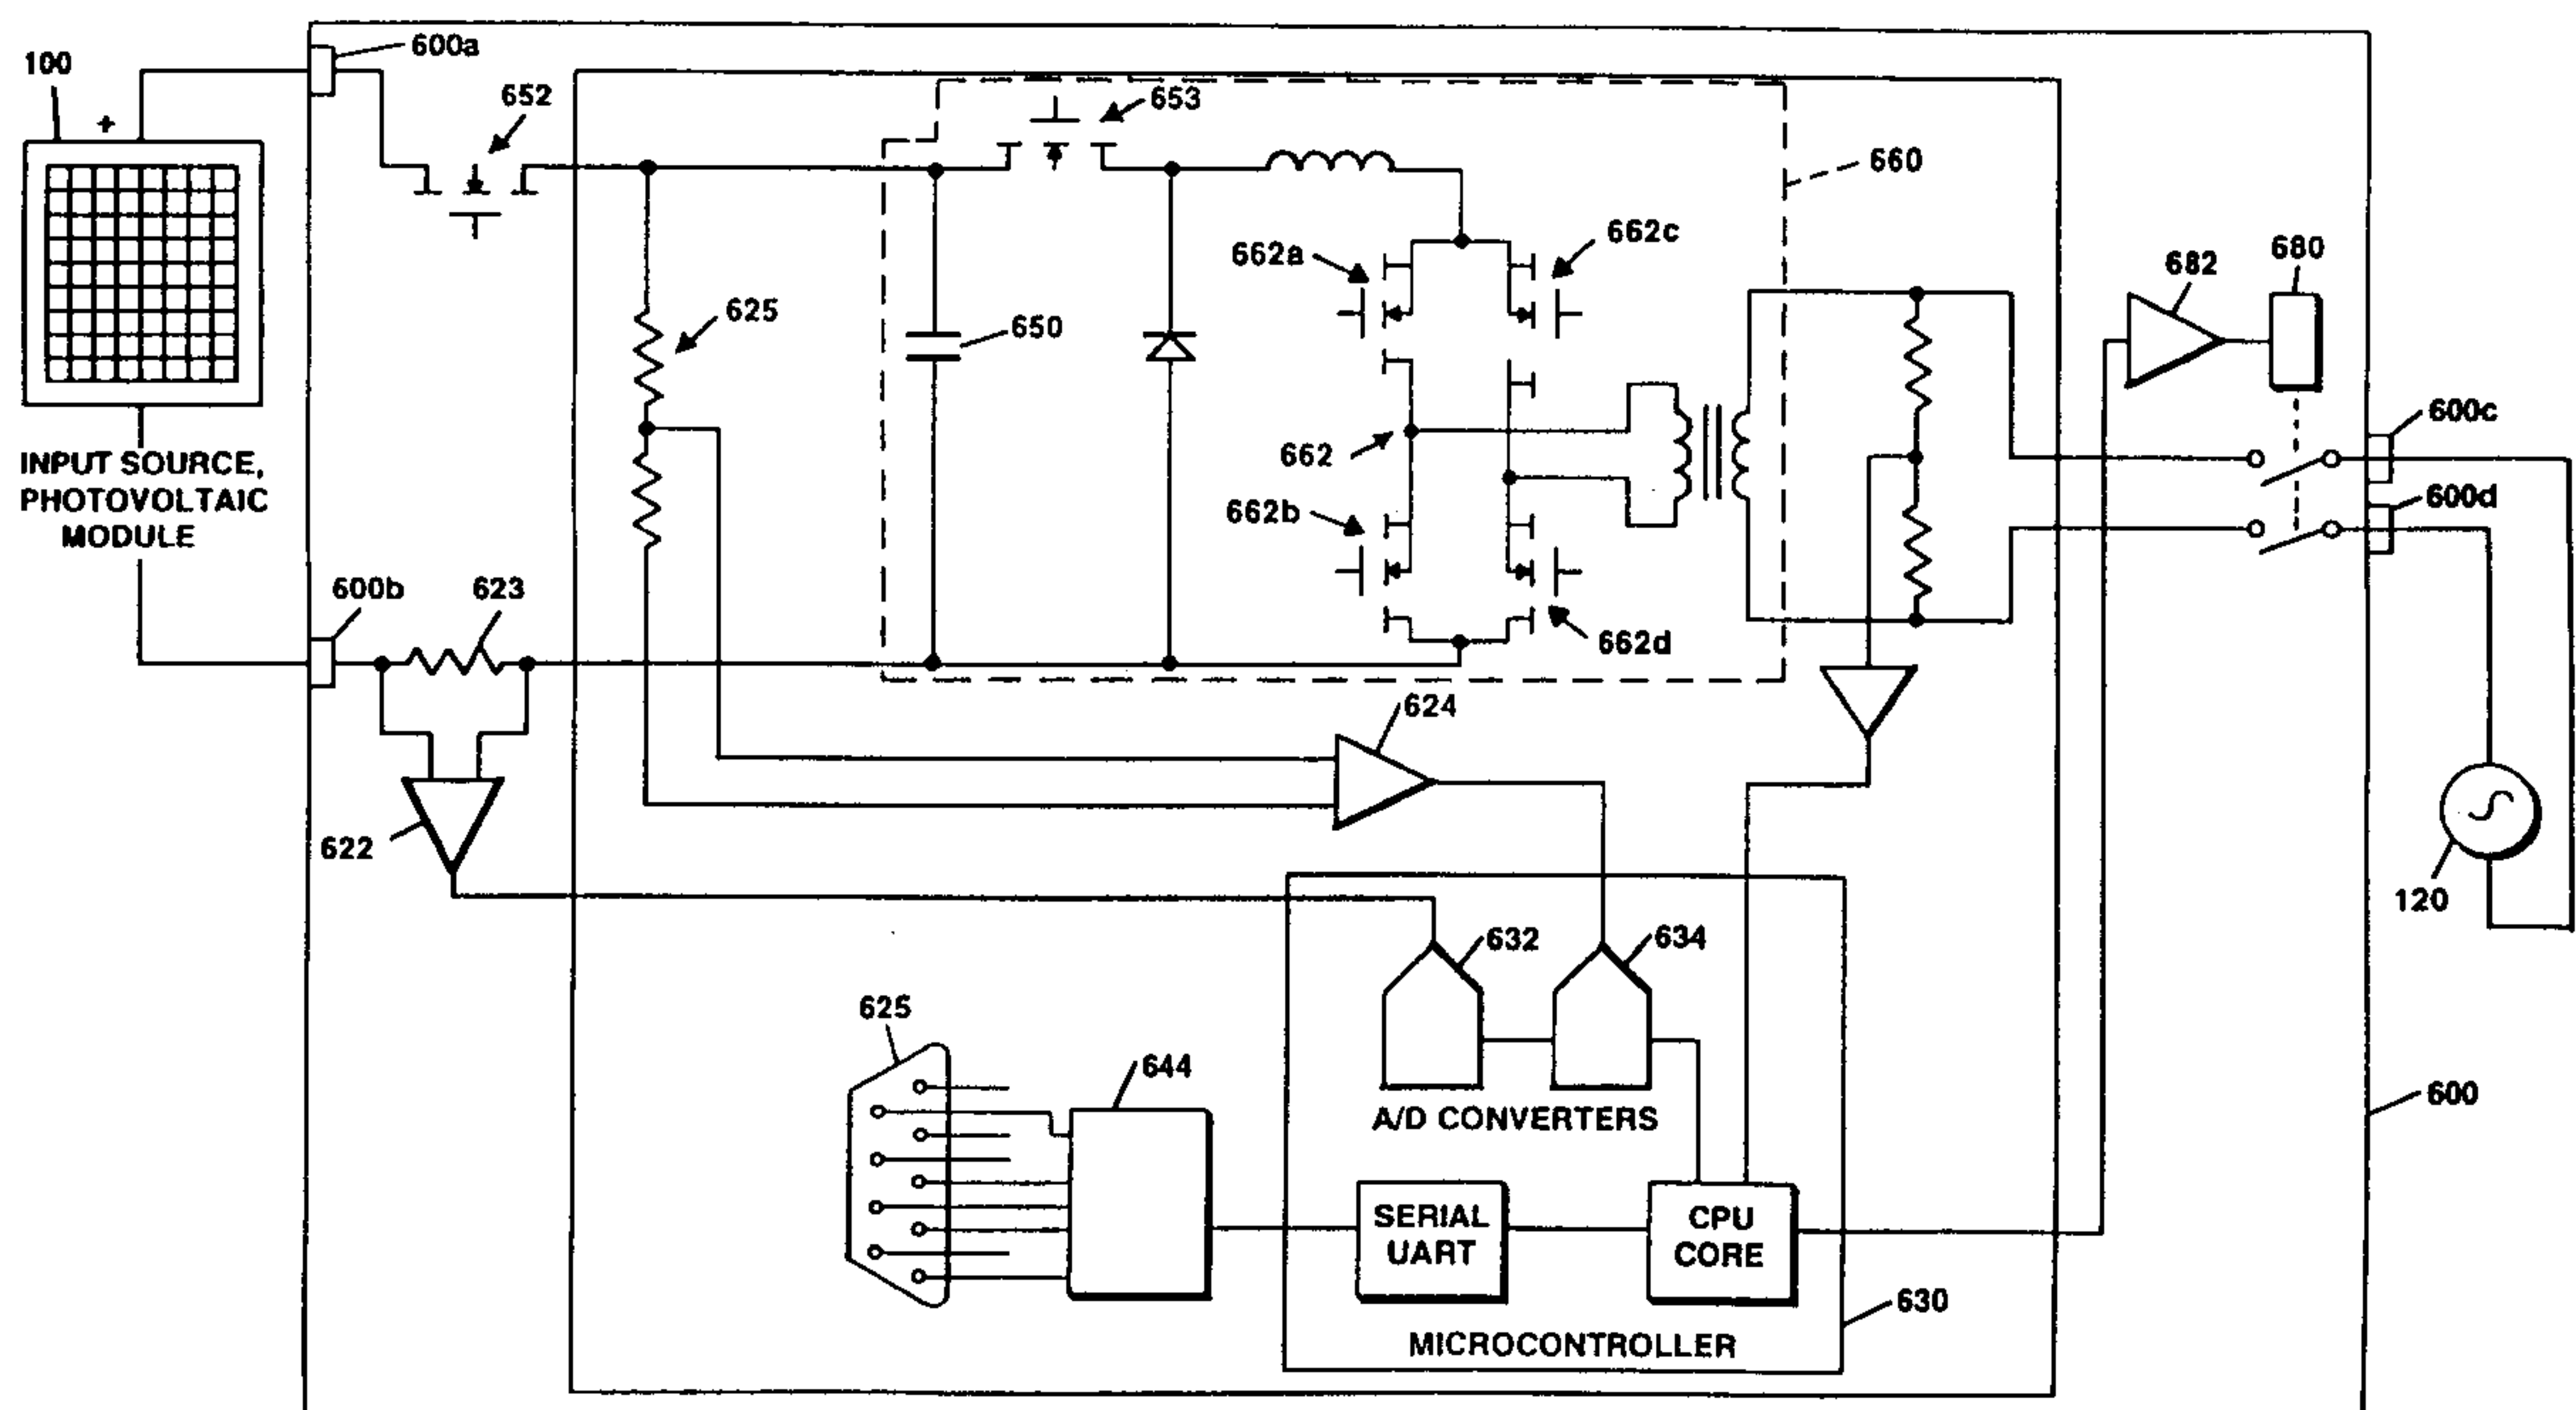 600a
100
652
653
+
660
662a
662c
682
680
625
650
600c
INPUT SOURCE,
PHOTOVOLTAIC
MODULE
662
600d
662b
600b
623
662d
624
622
120
632
634
625
644
A/D CONVERTERS
600
SERIAL
UART
CPU
CORE
630
MICROCONTROLLER